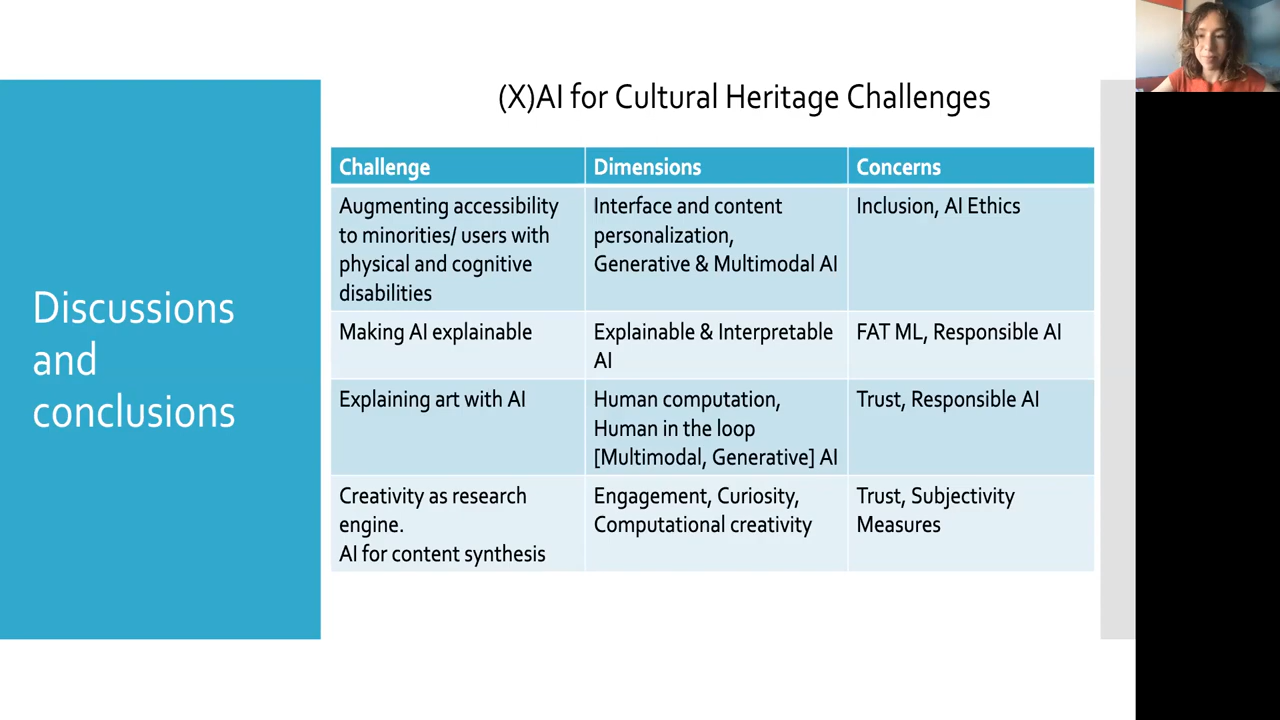 (X)AI for Cultural Heritage Challenges
Discussions
and
conclusions
Challenge
Dimensions
Concerns
Augmenting accessibility
to minorities/ users with
physical and cognitive
disabilities
Interface and content
personalization,
Generative & Multimodal AI
Inclusion, AI Ethics
Making AI explainable
Explainable & Interpretable
AI
FAT ML, Responsible AI
Explaining art with AI
Human computation,
Human in the loop
[Multimodal, Generative] AI
Trust, Responsible AI
Creativity as research
engine.
AI for content synthesis
Engagement, Curiosity,
Computational creativity
Trust, Subjectivity
Measures